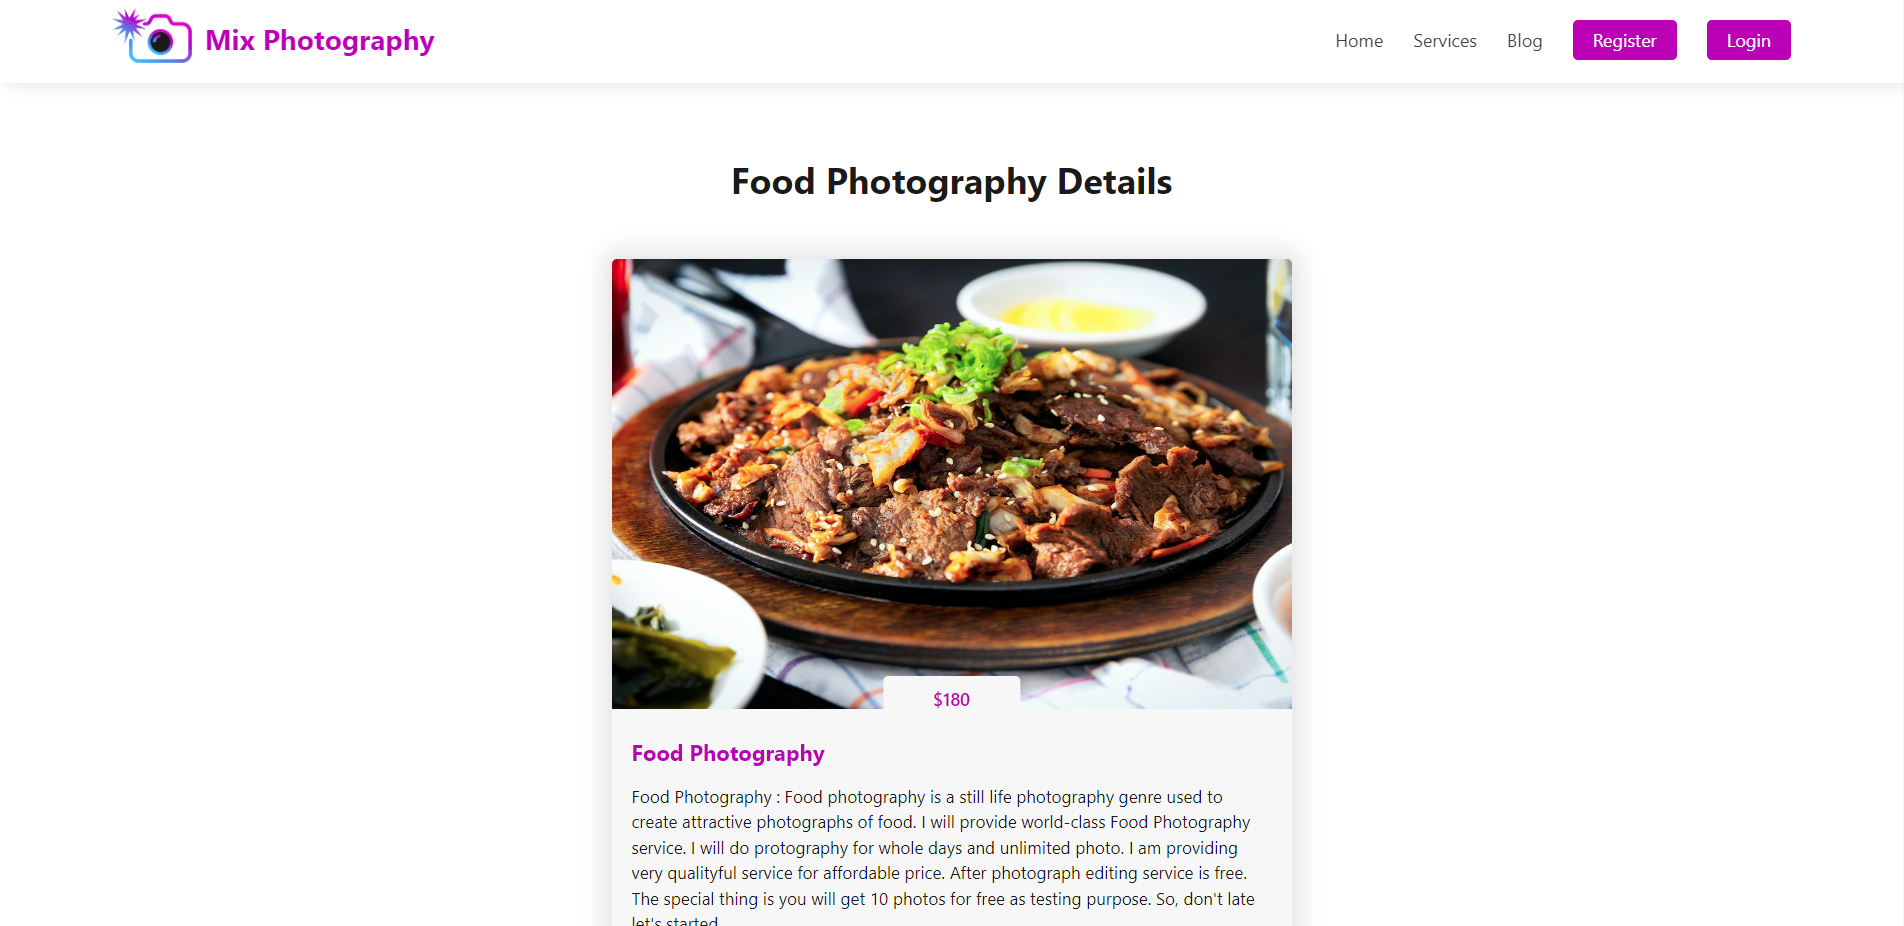 Mix Photography
Home
Services
Blog
Register
Login
Food Photography Details
$180
Food Photography
Food Photography : Food photography is a still life photography genre used to
create attractive photographs of food. I will provide world-class Food Photography
service. I will do protography for whole days and unlimited photo. I am providing
very qualityful service for affordable price. After photograph editing service is free.
The special thing is you will get 10 photos for free as testing purpose. So, don't late
let's started